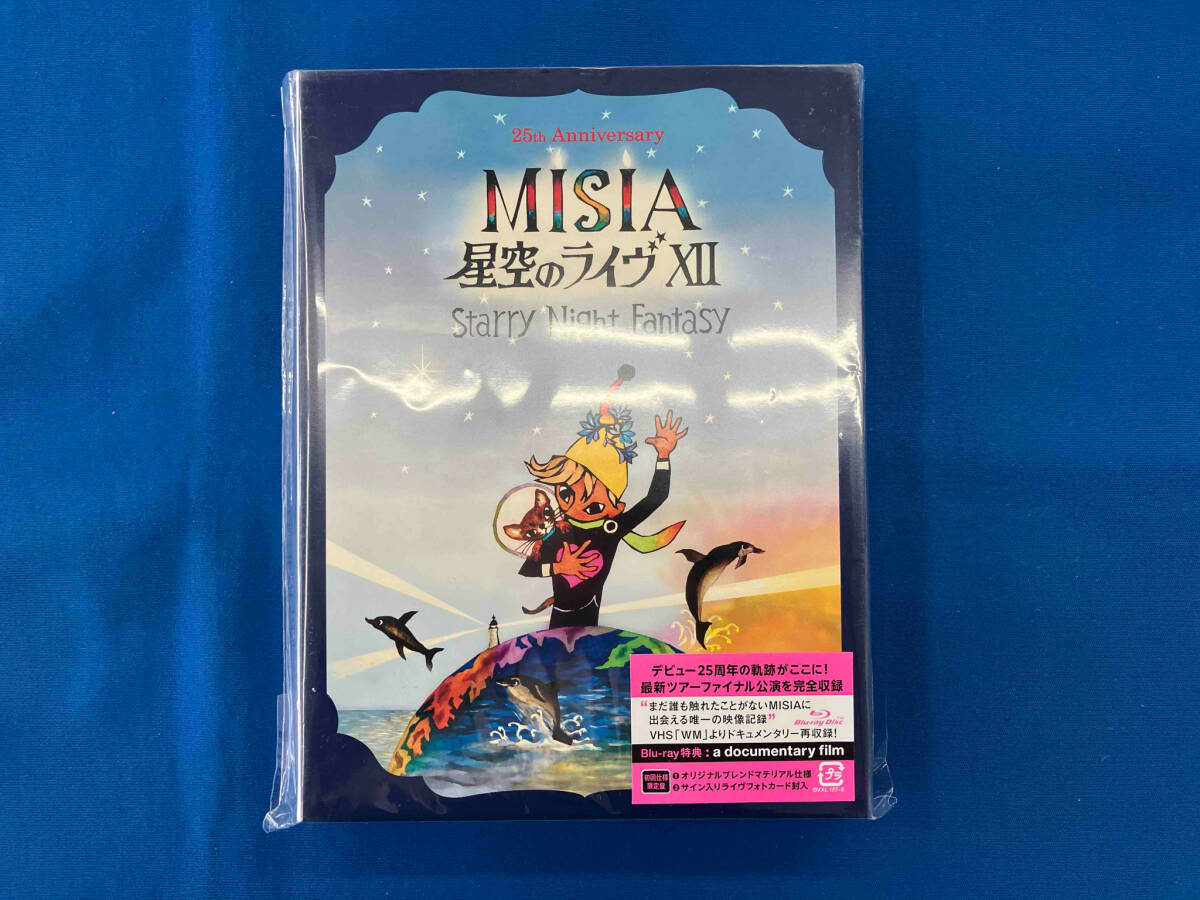 25th Anniversary
MISIA
星空のライヴ XII
Starry Night Fantasy
デビュー25周年の軌跡がここに!
最新ツアーファイナル公演を完全収録
“まだ誰も触れたことがないMISIAに
出会える唯一の映像記録”
Blu-ray Disc
VHS「WM」よりドキュメンタリー再収録!
Blu-ray特典:a documentary film
初回仕様
限定盤
❶オリジナルブレンドマテリアル仕様
❷サイン入りライヴフォトカード封入
プラ
BVXL 127-8